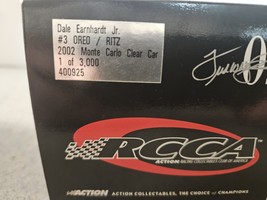 Dale Earnhardt Jr.
#3 OREO / RITZ
2002 Monte Carlo Clear Car
1 of 3,000
400925
RCCA
ACTION RACING COLLECTABLES CLUB OF AMERICA
ACTION ACTION COLLECTABLES, THE CHOICE of CHAMPIONS